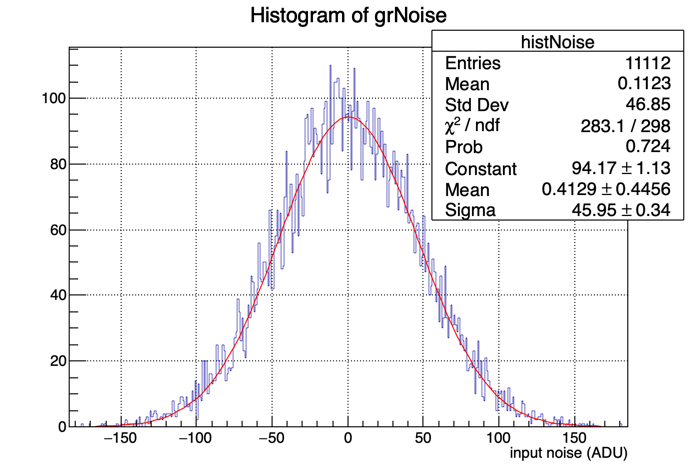 Histogram of grNoise
histNoise
Entries 11112
Mean 0.1123
Std Dev 46.85
χ² / ndf 283.1 / 298
Prob 0.724
Constant 94.17 ± 1.13
Mean 0.4129 ± 0.4456
Sigma 45.95 ± 0.34
100
80
60
40
20
0
−150 −100 −50 0 50 100 150
input noise (ADU)